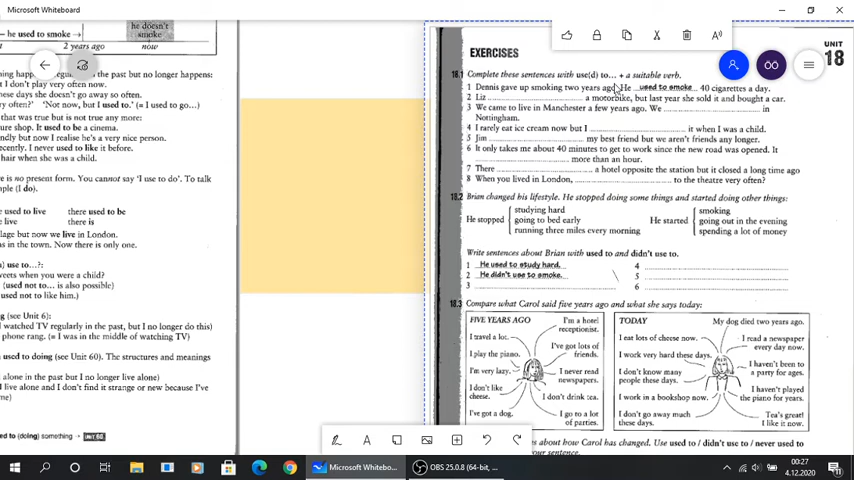 Microsoft Whiteboard
— he used to smoke →
he doesn't
smoke
2 years ago
now
the past but no longer happens:
I don't play very often now.
these days she doesn't go away so often.
ry often?' 'Not now, but I used to.' (= I used to go...)
that was true but is not true any more:
ure shop. It used to be a cinema.
ndly but now I realise he's a very nice person.
recently. I never used to like it before.
hair when she was a child.
re is no present form. You cannot say 'I use to do'. To talk
mple (I do).
re used to live there used to be
e live there is
lage but now we live in London.
as in the town. Now there is only one.
) use to...?:
weets when you were a child?
(used not to... is also possible)
used not to like him.)
ng (see Unit 6):
I watched TV regularly in the past, but I no longer do this)
phone rang. (= I was in the middle of watching TV)
used to doing (see Unit 60). The structures and meanings
alone in the past but I no longer live alone)
I live alone and I don't find it strange or new because I've
me)
ed to (doing) something → UNIT 60
EXERCISES
UNIT
18
18.1 Complete these sentences with use(d) to... + a suitable verb.
1 Dennis gave up smoking two years ago. He used to smoke 40 cigarettes a day.
2 Liz a motorbike, but last year she sold it and bought a car.
3 We came to live in Manchester a few years ago. We in
Nottingham.
4 I rarely eat ice cream now but I it when I was a child.
5 Jim my best friend but we aren't friends any longer.
6 It only takes me about 40 minutes to get to work since the new road was opened. It
more than an hour.
7 There a hotel opposite the station but it closed a long time ago
8 When you lived in London, to the theatre very often?
18.2 Brian changed his lifestyle. He stopped doing some things and started doing other things:
He stopped studying hard
going to bed early
running three miles every morning
He started smoking
going out in the evening
spending a lot of money
Write sentences about Brian with used to and didn't use to.
1 He used to study hard.
2 He didn't use to smoke.
3
4
5
6
18.3 Compare what Carol said five years ago and what she says today:
FIVE YEARS AGO
I travel a lot.
I play the piano.
I'm very lazy.
I don't like
cheese.
I've got a dog.
I'm a hotel
receptionist.
I've got lots of
friends.
I never read
newspapers.
I don't drink tea.
I go to a lot
of parties.
TODAY
I eat lots of cheese now.
I work very hard these days.
I don't know many
people these days.
I work in a bookshop now.
I don't go away much
these days.
My dog died two years ago.
I read a newspaper
every day now.
I haven't been to
a party for ages.
I haven't played
the piano for years.
Tea's great!
I like it now.
es about how Carol has changed. Use used to / didn't use to / never used to
our sentence.
Microsoft Whitebo...
OBS 25.0.8 (64-bit, ...
00:27
4.12.2020